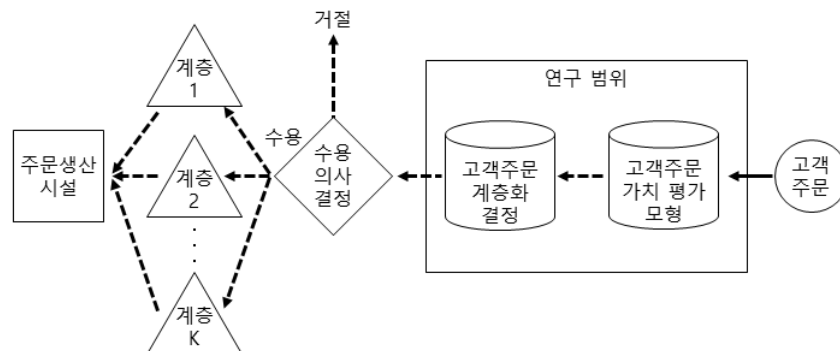 거절
계층
1
연구 범위
수용
주문생산
시설
계층
2
수용
의사
결정
고객주문
계층화
결정
고객주문
가치 평가
모형
고객
주문
계층
K